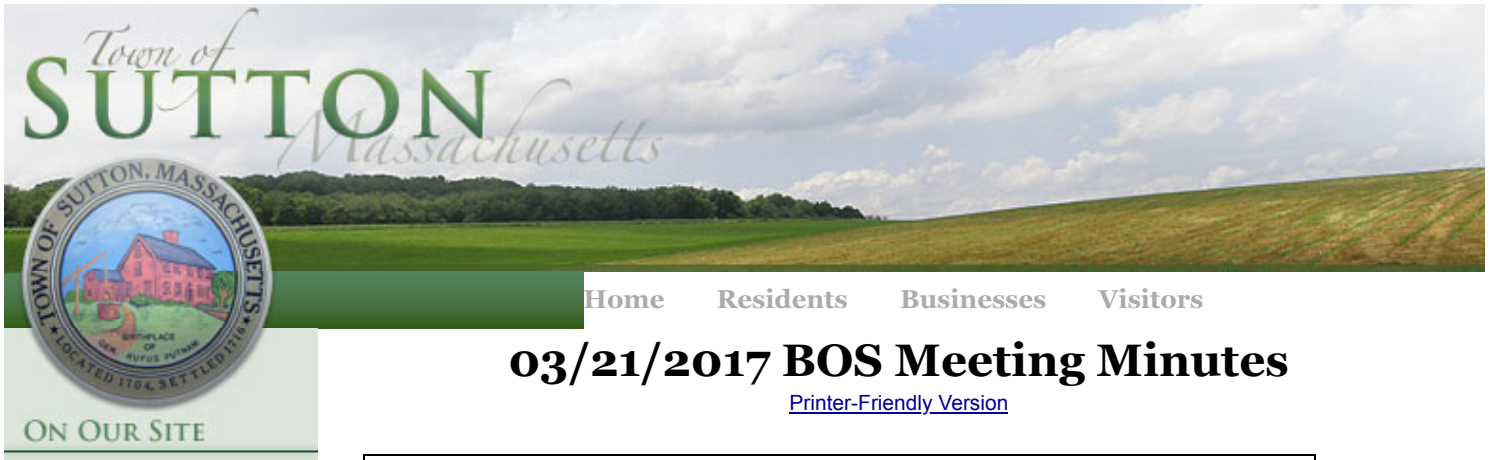 Town of
SUTTON
Massachusetts
TOWN OF SUTTON, MASSACHUSETTS
BIRTHPLACE
OF
GEN. RUFUS PUTNAM
LOCATED 1704, SETTLED 1716
Home Residents Businesses Visitors
03/21/2017 BOS Meeting Minutes
Printer-Friendly Version
ON OUR SITE